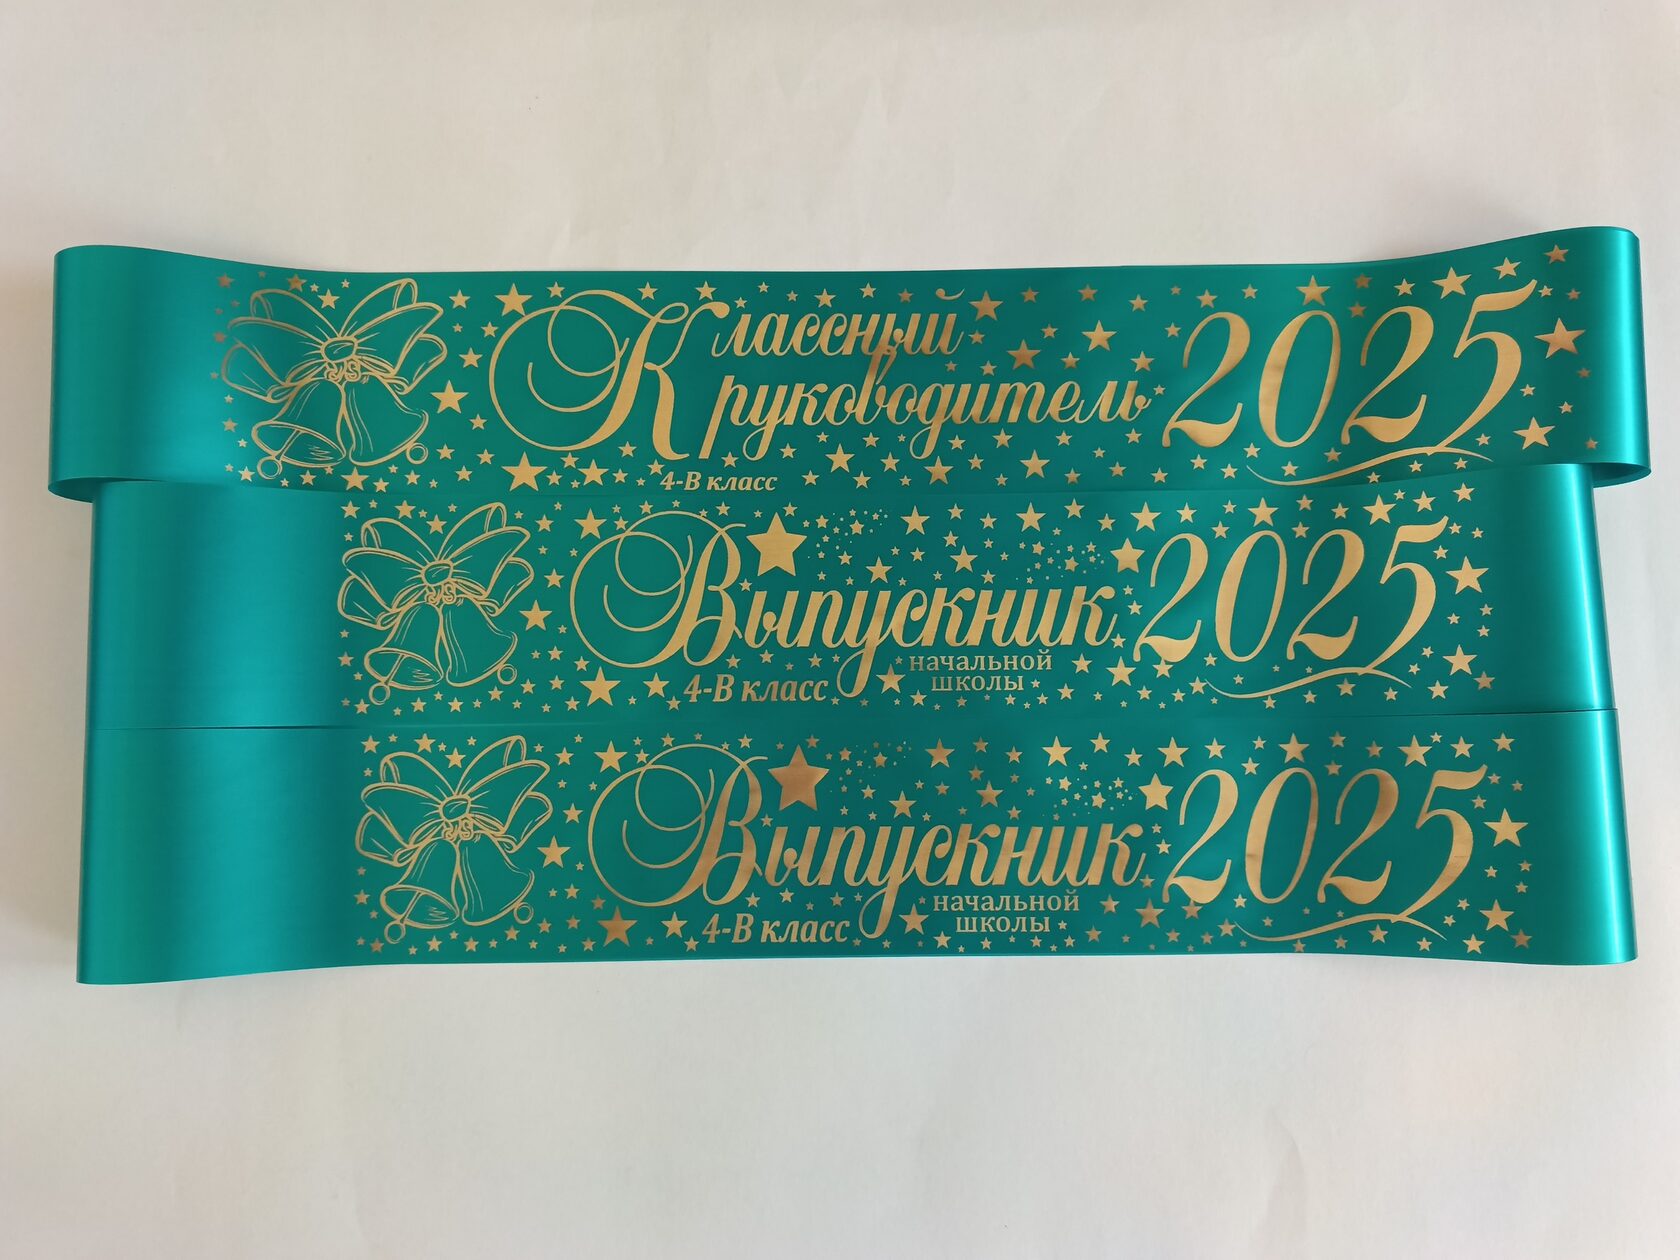 Классный
руководитель 2025
4-В класс
Выпускник 2025
начальной
школы
4-В класс
Выпускник 2025
начальной
школы
4-В класс